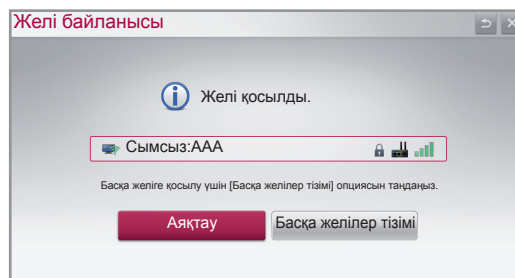 Желі байланысы
Желі қосылды.
Сымсыз:AAA
Басқа желіге қосылу үшін [Басқа желілер тізімі] опциясын таңдаңыз.
Аяқтау
Басқа желілер тізімі